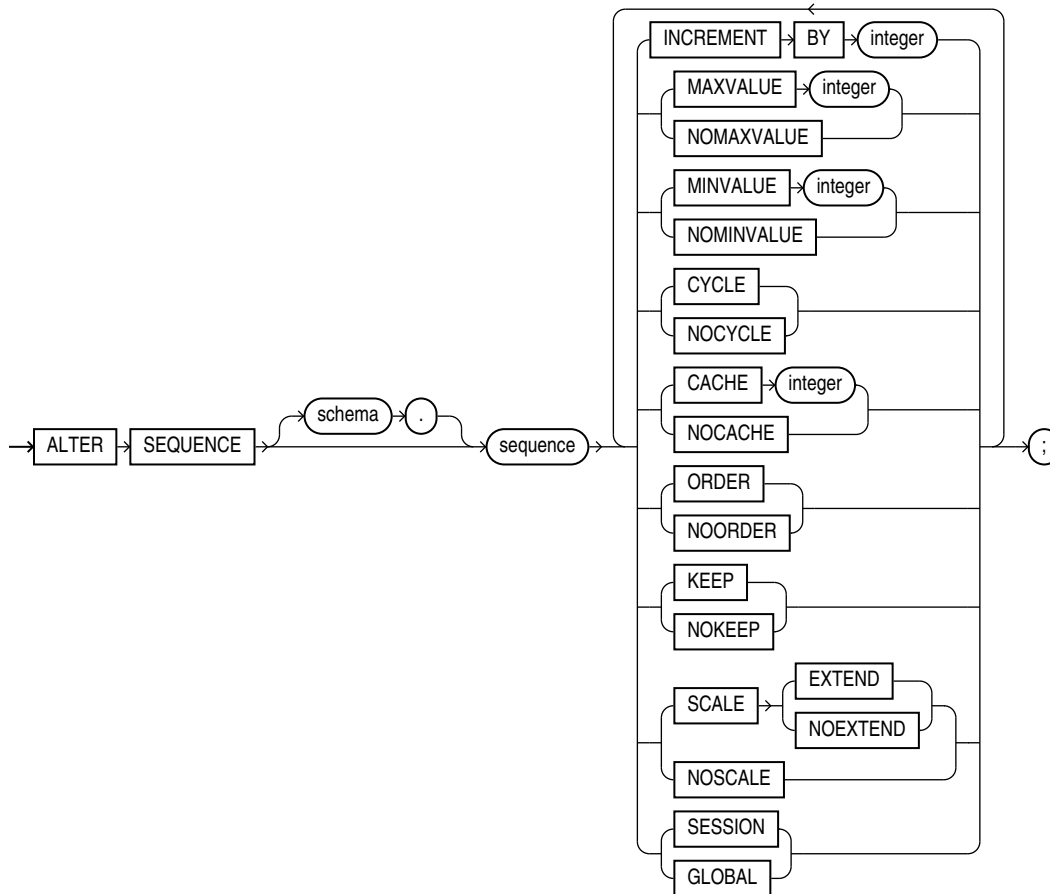 INCREMENT BY integer
MAXVALUE integer
NOMAXVALUE
MINVALUE integer
NOMINVALUE
CYCLE
NOCYCLE
CACHE integer
NOCACHE
schema .
ALTER SEQUENCE sequence ;
ORDER
NOORDER
KEEP
NOKEEP
EXTEND
SCALE
NOEXTEND
NOSCALE
SESSION
GLOBAL